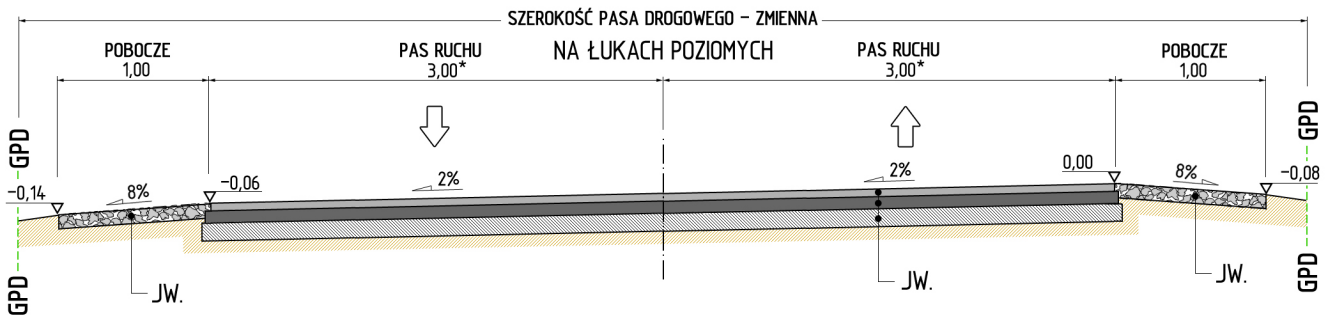 SZEROKOŚĆ PASA DROGOWEGO - ZMIENNA
NA ŁUKACH POZIOMYCH
POBOCZE
1,00
PAS RUCHU
3,00*
PAS RUCHU
3,00*
POBOCZE
1,00
GPD
GPD
-0,14
8%
-0,06
2%
2%
0,00
8%
-0,08
GPD
JW.
JW.
JW.
GPD